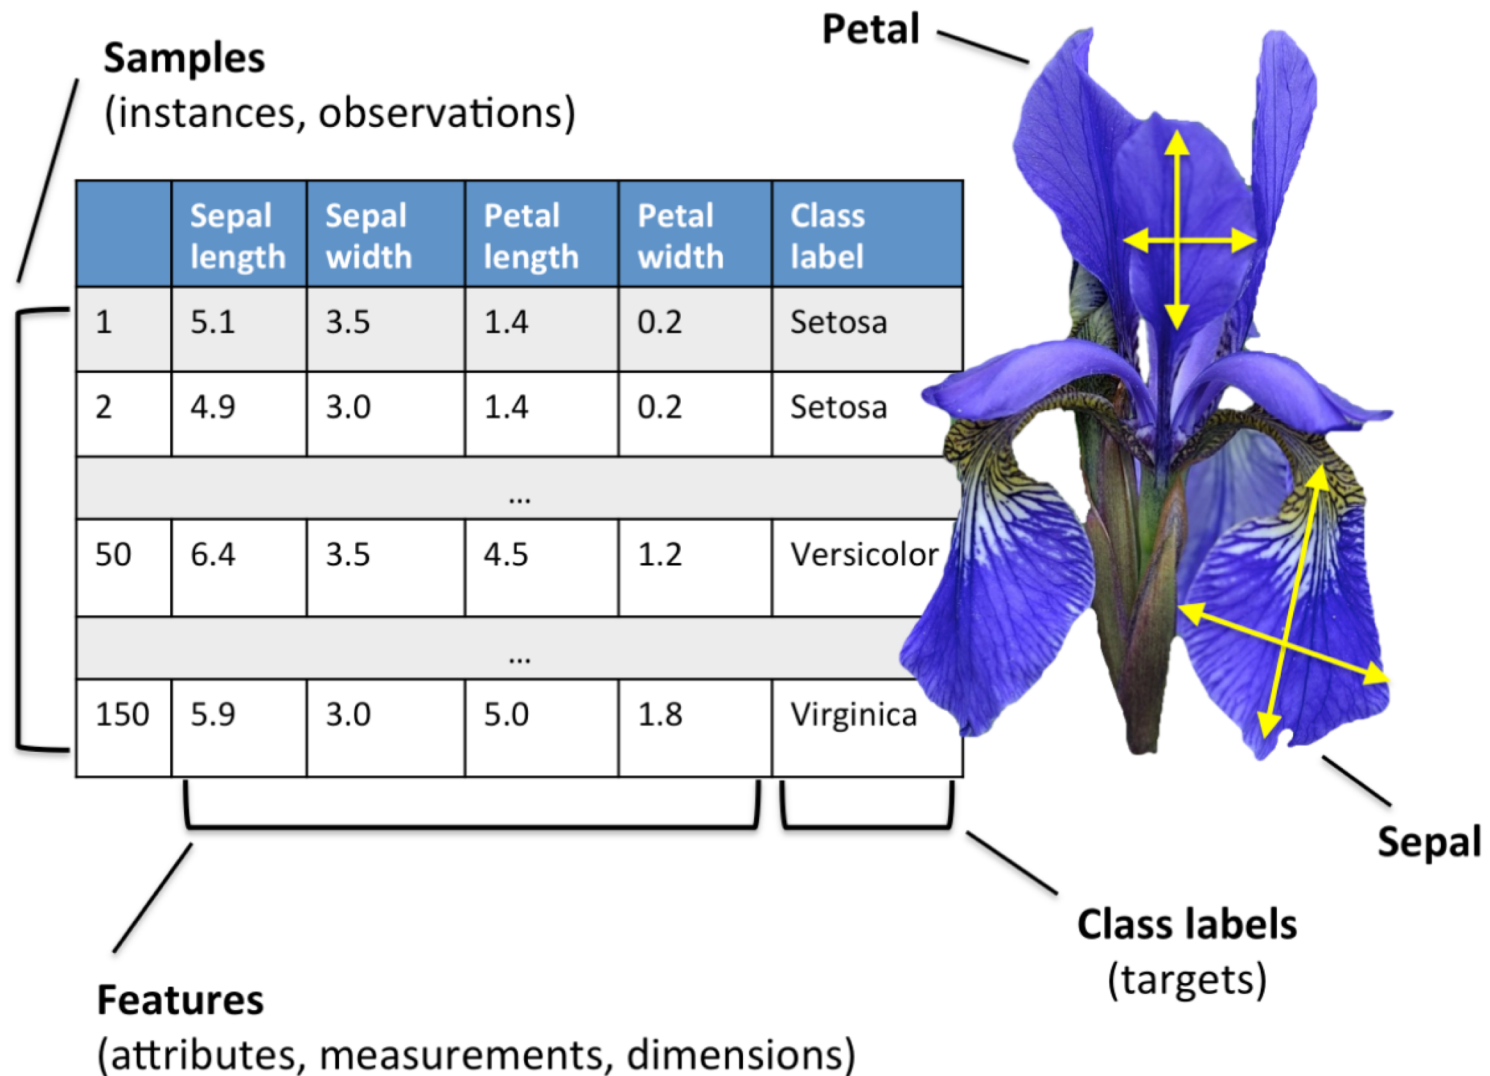 Petal
Samples
(instances, observations)
Sepal length Sepal width Petal length Petal width Class label
1 5.1 3.5 1.4 0.2 Setosa
2 4.9 3.0 1.4 0.2 Setosa
...
50 6.4 3.5 4.5 1.2 Versicolor
...
150 5.9 3.0 5.0 1.8 Virginica
Sepal
Class labels
(targets)
Features
(attributes, measurements, dimensions)